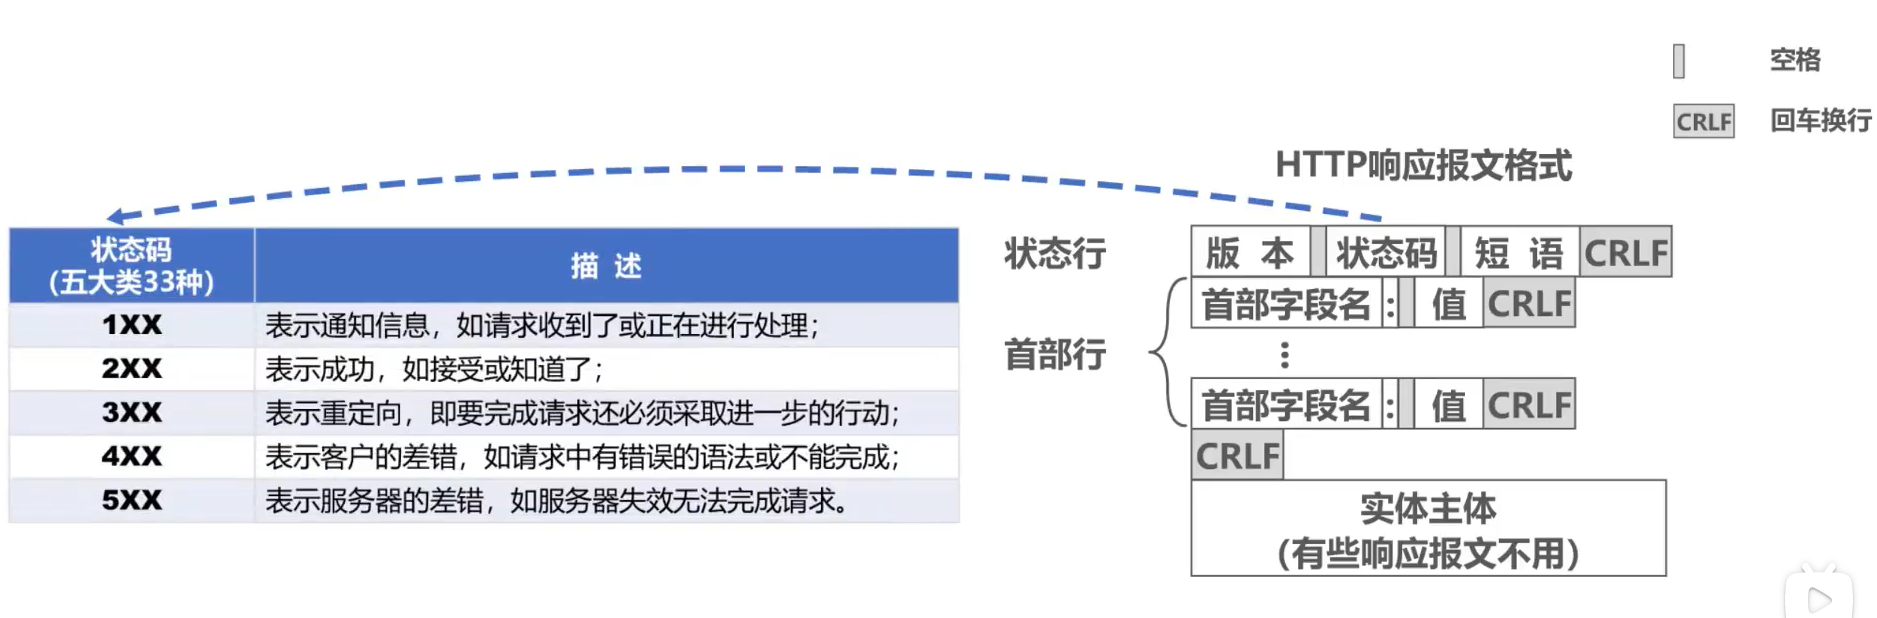 空格
CRLF 回车换行
HTTP响应报文格式
状态码
(五大类33种)
描 述
1XX 表示通知信息，如请求收到了或正在进行处理；
2XX 表示成功，如接受或知道了；
3XX 表示重定向，即要完成请求还必须采取进一步的行动；
4XX 表示客户的差错，如请求中有错误的语法或不能完成；
5XX 表示服务器的差错，如服务器失效无法完成请求。
状态行 版 本 状态码 短 语 CRLF
首部行
首部字段名 : 值 CRLF
⋮
首部字段名 : 值 CRLF
CRLF
实体主体
（有些响应报文不用）